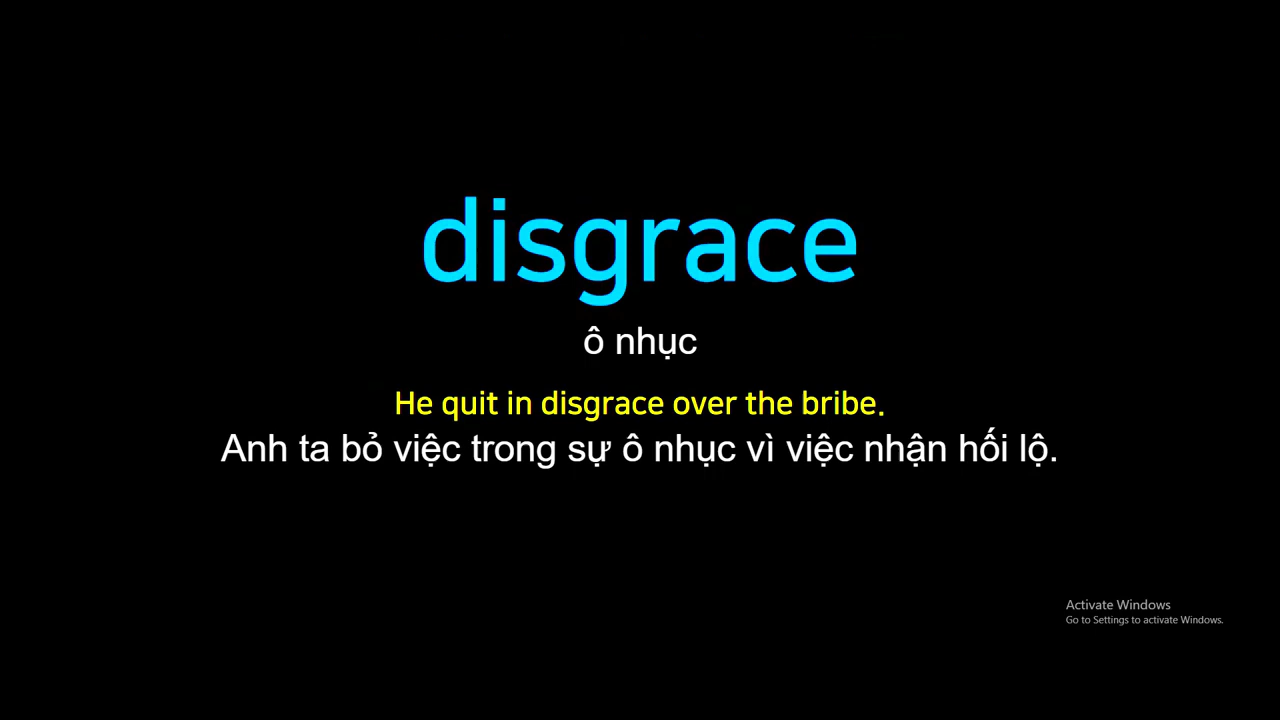 disgrace
ô nhục
He quit in disgrace over the bribe.
Anh ta bỏ việc trong sự ô nhục vì việc nhận hối lộ.
Activate Windows
Go to Settings to activate Windows.